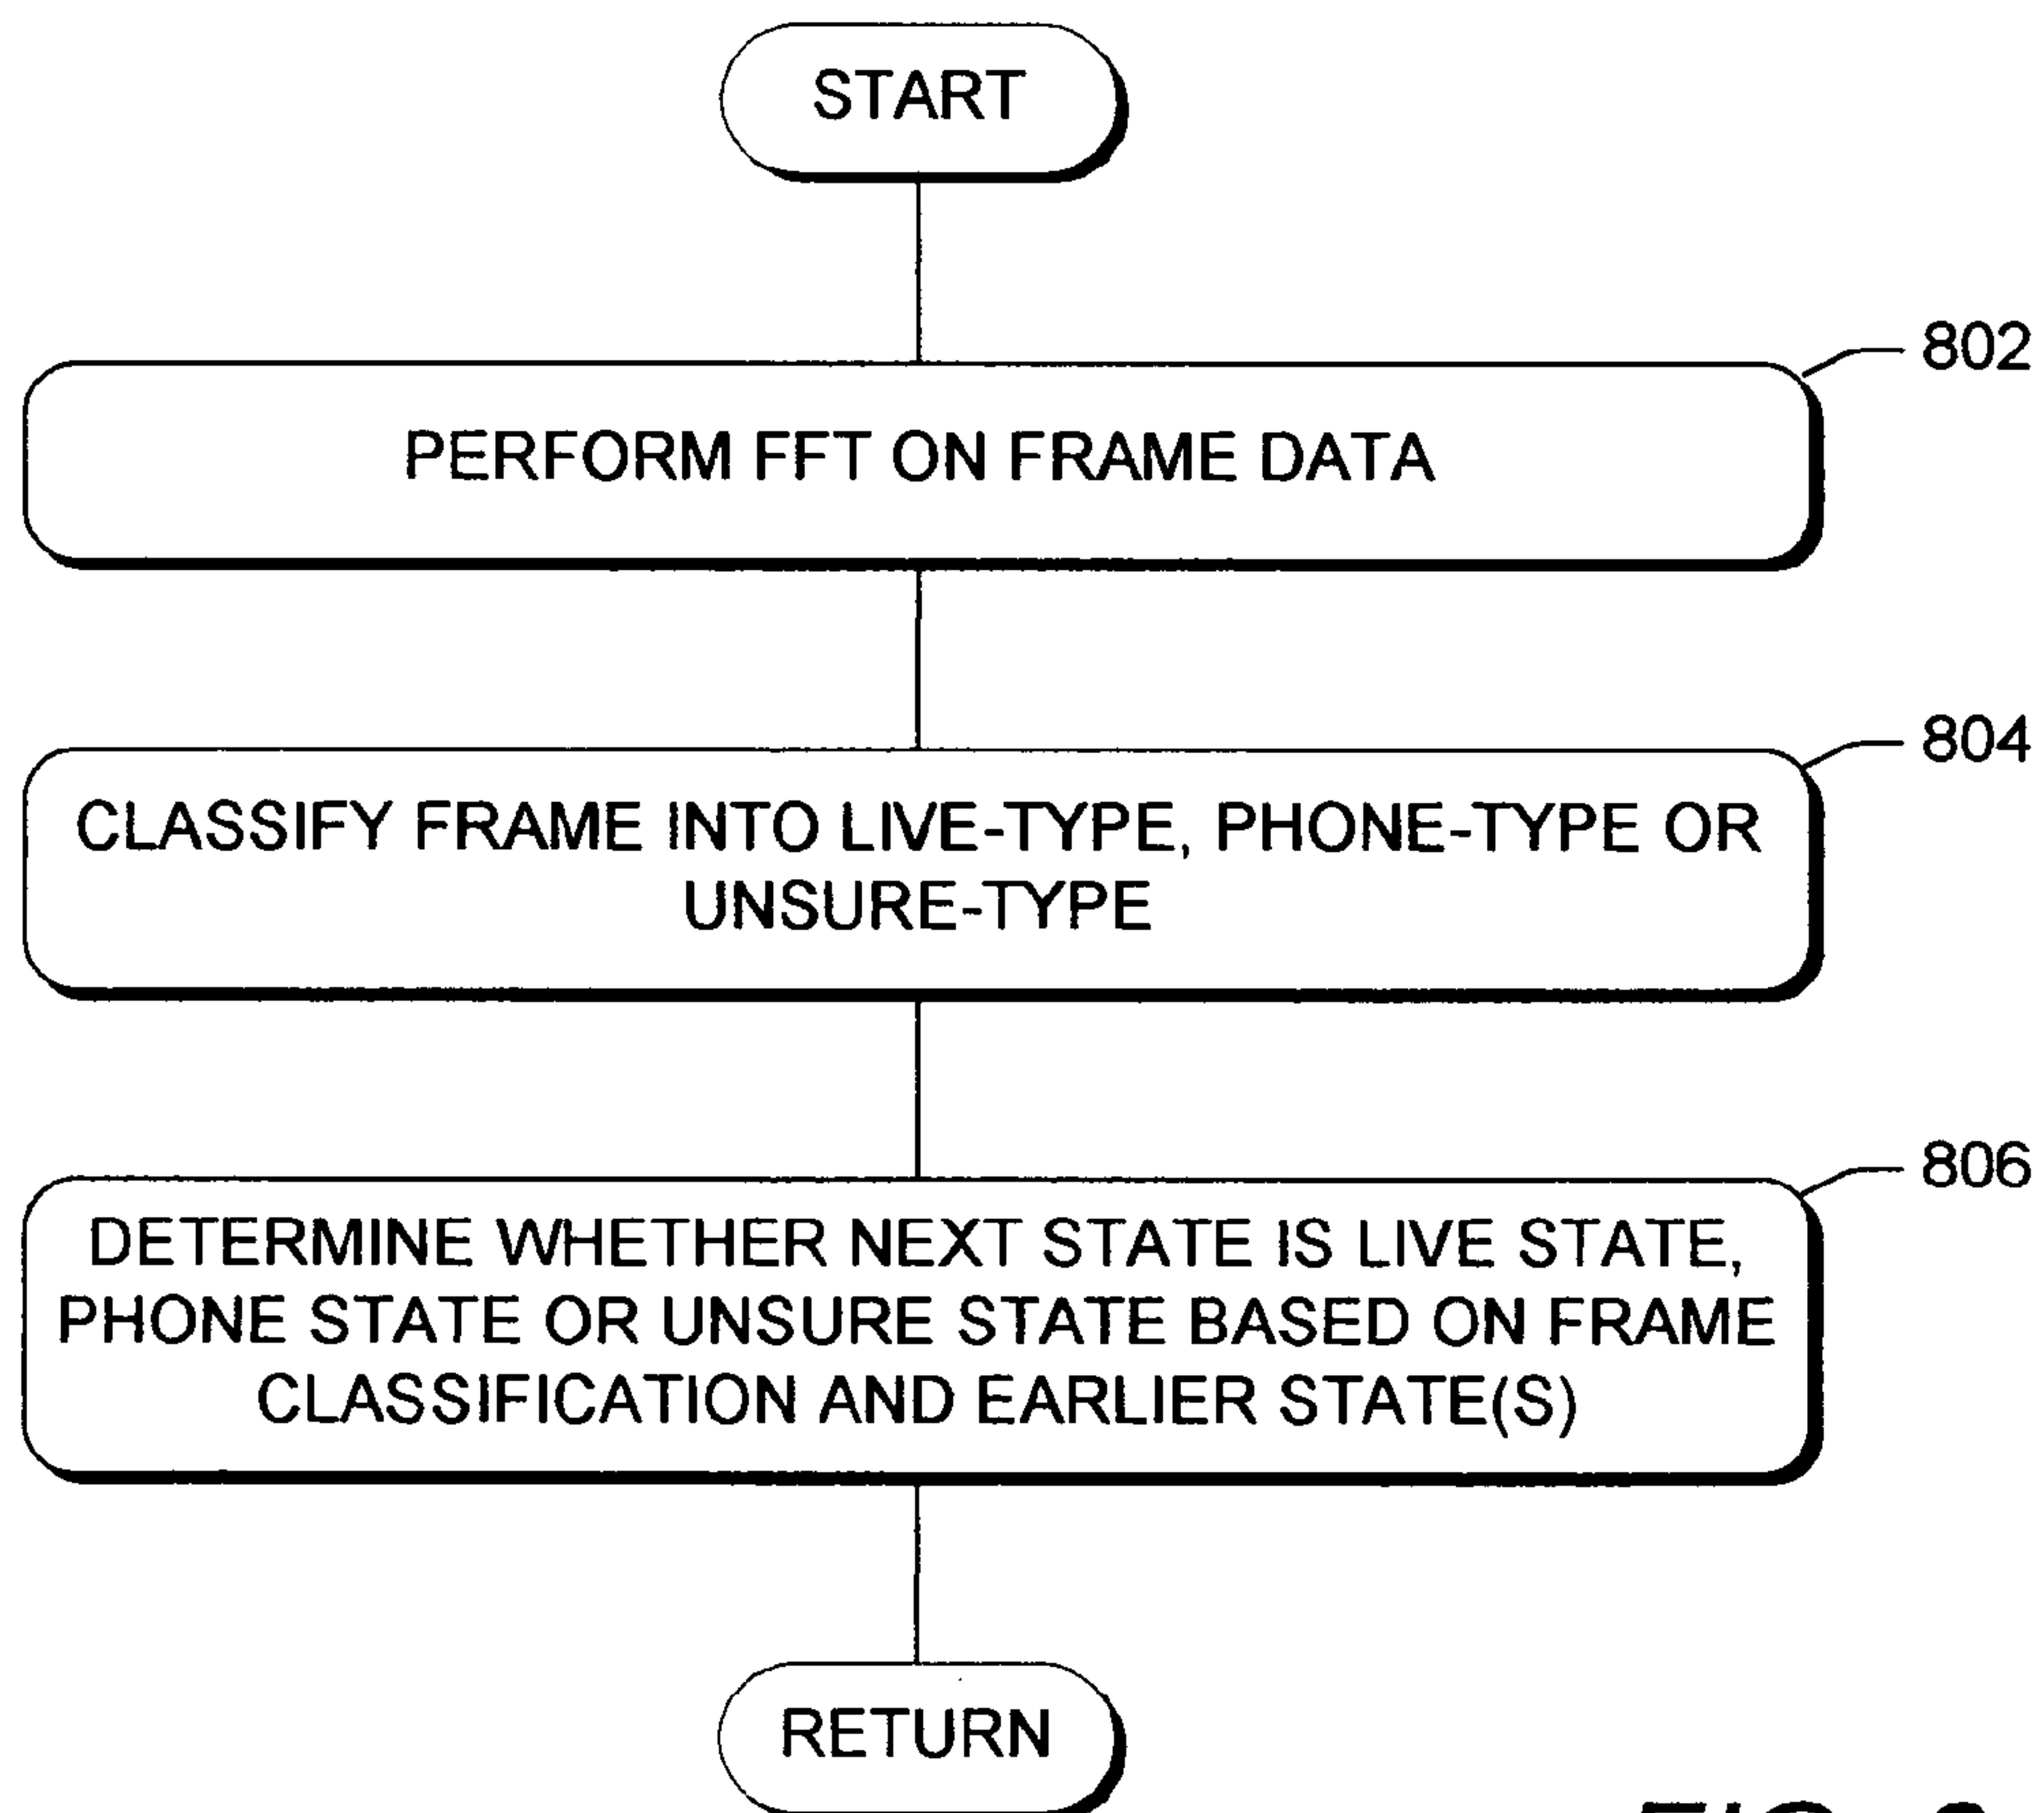 START
802
PERFORM FFT ON FRAME DATA
804
CLASSIFY FRAME INTO LIVE-TYPE, PHONE-TYPE OR
UNSURE-TYPE
806
DETERMINE WHETHER NEXT STATE IS LIVE STATE,
PHONE STATE OR UNSURE STATE BASED ON FRAME
CLASSIFICATION AND EARLIER STATE(S)
RETURN